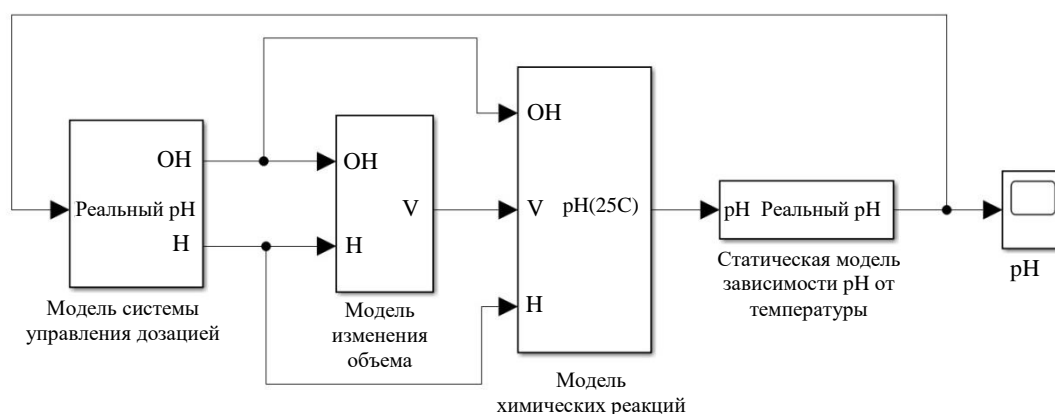 OH
Реальный pH
H
Модель системы
управления дозацией
OH
V
H
Модель
изменения
объема
OH
V
pH(25C)
H
Модель
химических реакций
pH Реальный pH
Статическая модель
зависимости pH от
температуры
pH